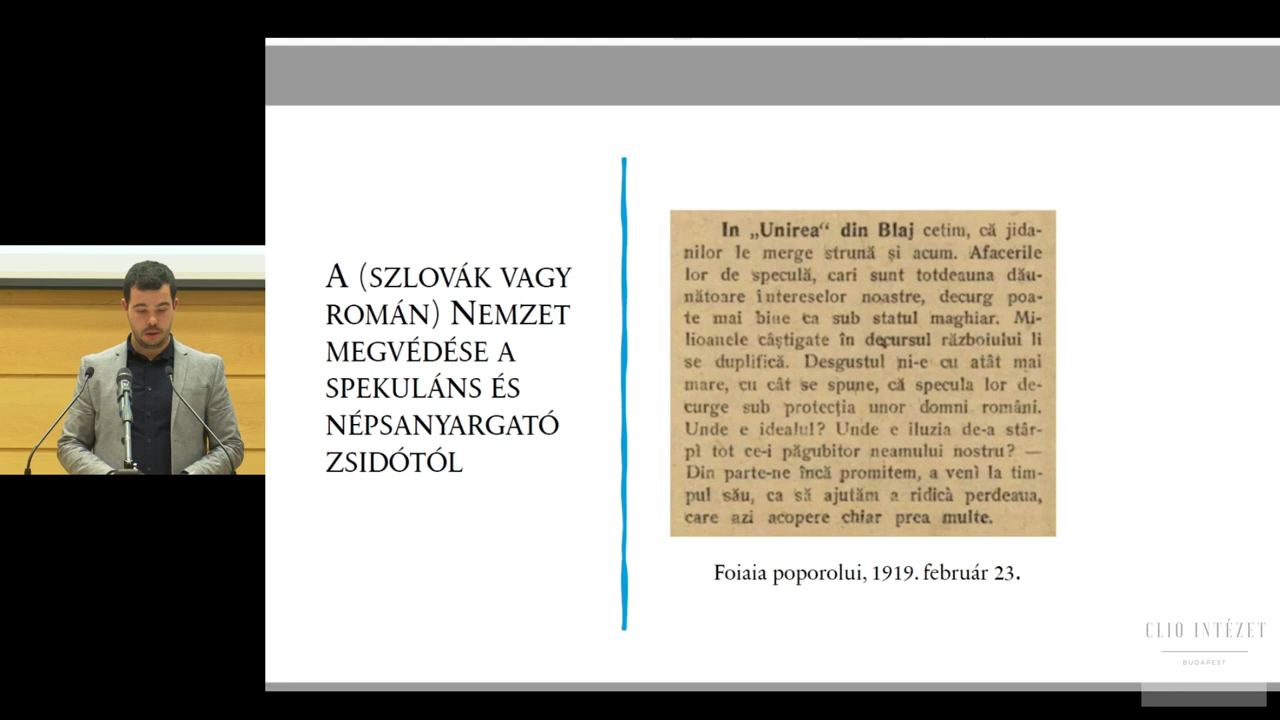 A (SZLOVÁK VAGY
ROMÁN) NEMZET
MEGVÉDÉSE A
SPEKULÁNS ÉS
NÉPSANYARGATÓ
ZSIDÓTÓL
In „Unirea“ din Blaj cetim, că jida-
nilor le merge strună și acum. Afacerile
lor de speculă, cari sunt totdeauna dău-
nătoare intereselor noastre, decurg poa-
te mai bine ca sub statul maghiar. Mi-
lioanele câștigate în decursul războiului li
se duplifică. Desgustul ni-e cu atât mai
mare, cu cât se spune, că specula lor de-
curge sub protecția unor domni români.
Unde e idealul? Unde e iluzia de-a stâr-
pì tot ce-i păgubitor neamului nostru? —
Din parte-ne încă promitem, a venì la tim-
pul său, ca să ajutăm a ridicà perdeaua,
care azi acopere chiar prea multe.
Foiaia poporolui, 1919. február 23.
CLIO INTÉZET
BUDAPEST